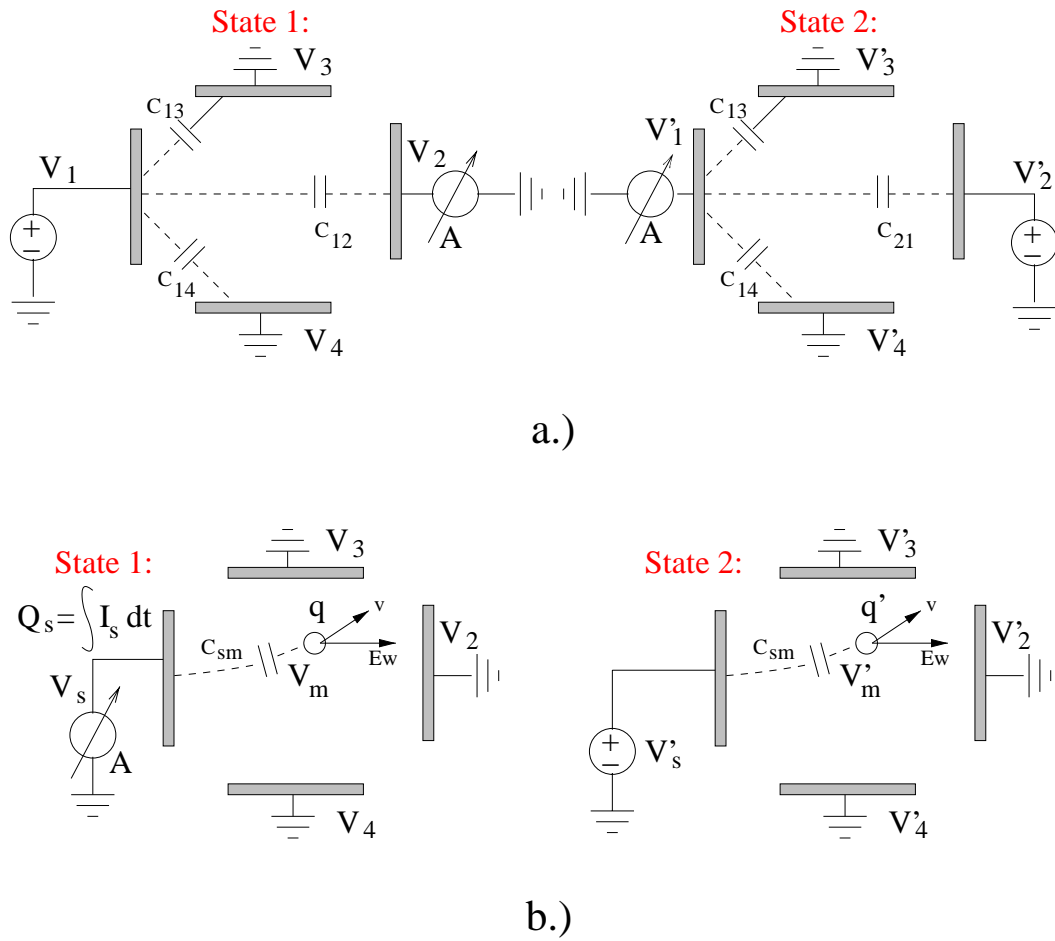 State 1:
State 2:
V3
V'3
C13
C13
V1
V2
V'1
V'2
+
−
C12
A
A
C21
+
−
C14
C14
V4
V'4
a.)
State 1:
State 2:
V3
V'3
Qs=∫Is dt
q
v
q'
v
V2
V'2
Csm
Ew
Csm
Ew
Vs
Vm
V'm
A
+
−
V's
V4
V'4
b.)